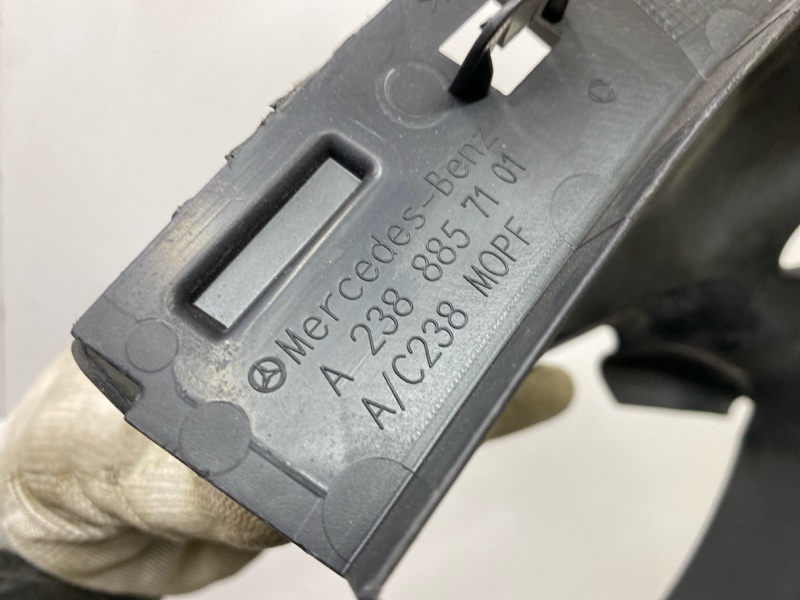 Mercedes-Benz
A 238 885 71 01
A/C238 MOPF